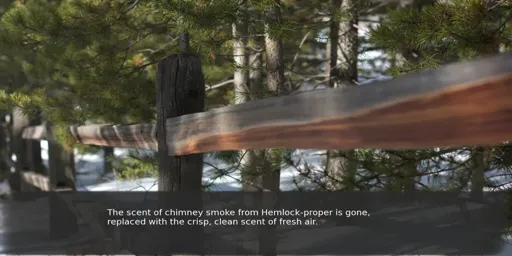 The scent of chimney smoke from Hemlock-proper is gone,
replaced with the crisp, clean scent of fresh air.